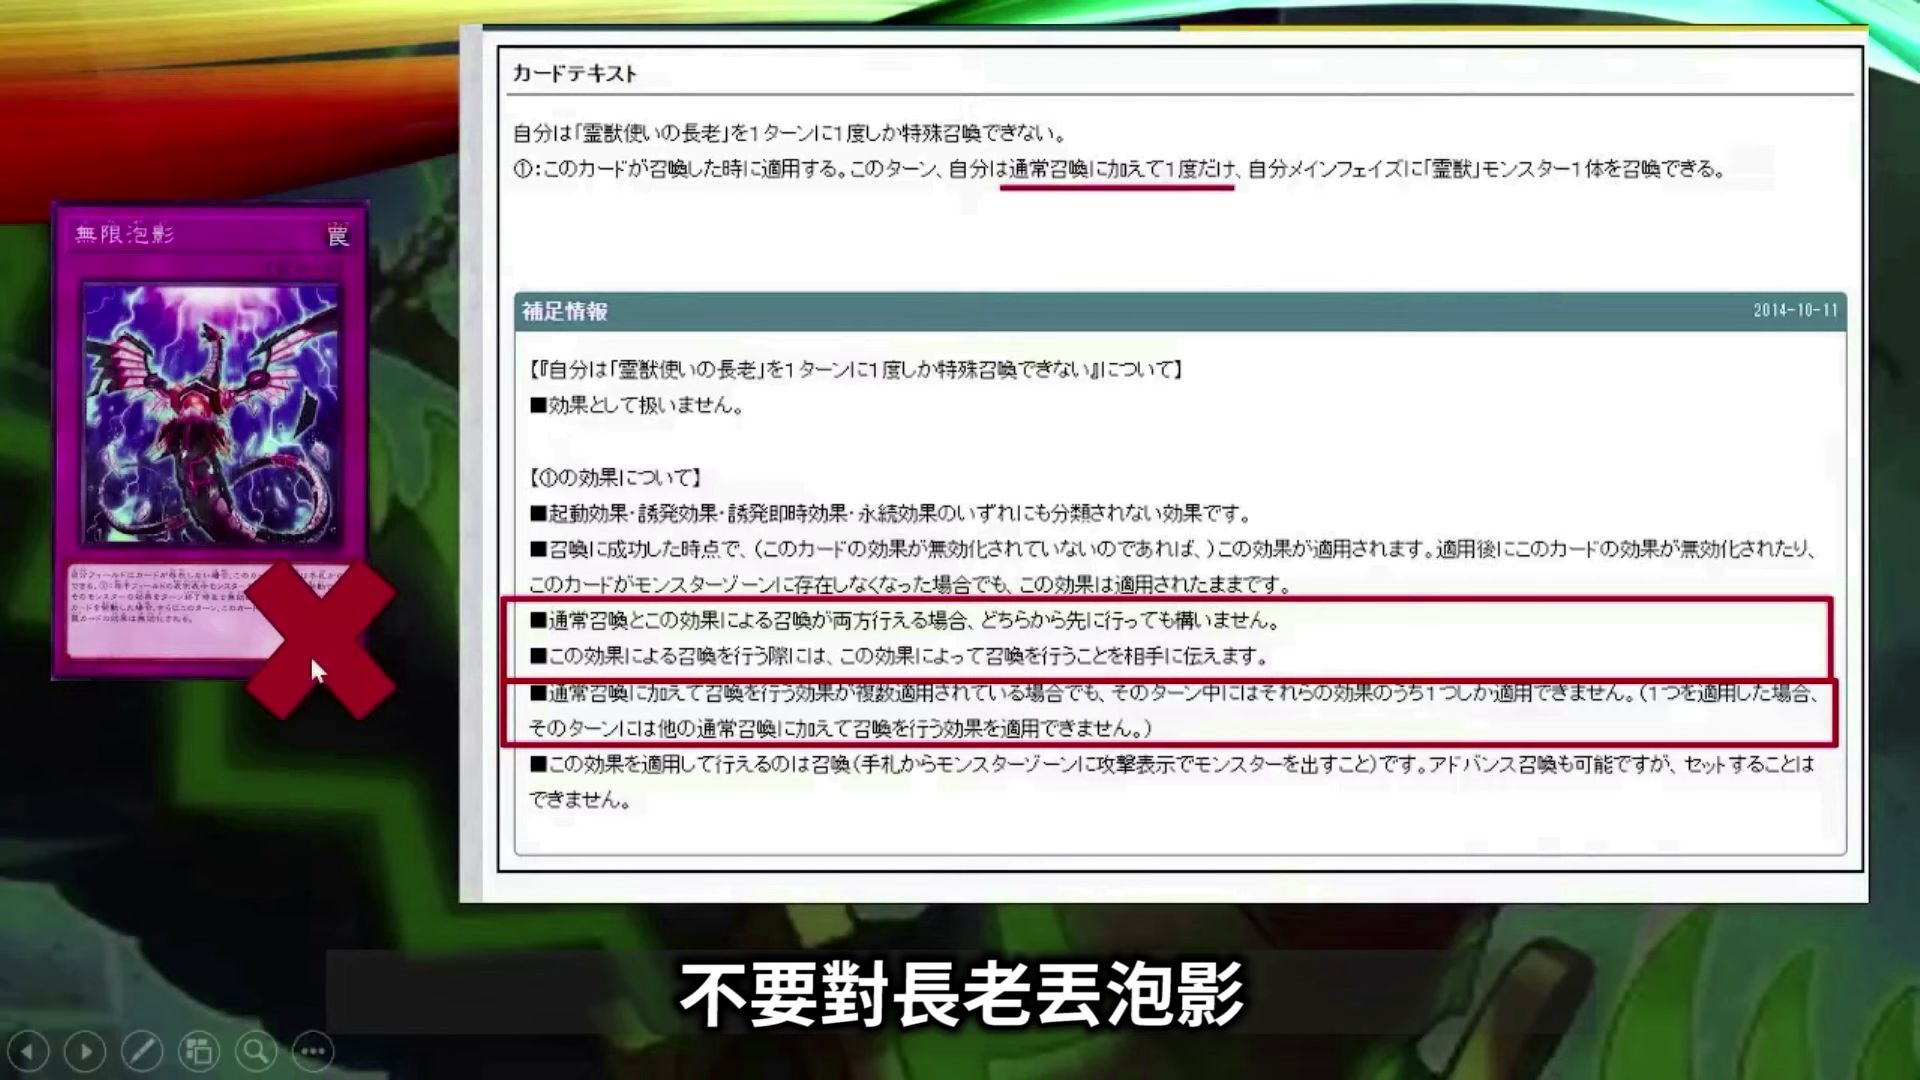 カードテキスト
自分は「霊獣使いの長老」を1ターンに1度しか特殊召喚できない。
①:このカードが召喚した時に適用する。このターン、自分は通常召喚に加えて1度だけ、自分メインフェイズに「霊獣」モンスター1体を召喚できる。
無限泡影
罠
補足情報
2014-10-11
【『自分は「霊獣使いの長老」を1ターンに1度しか特殊召喚できない』について】
■効果として扱いません。
【①の効果について】
■起動効果・誘発効果・誘発即時効果・永続効果のいずれにも分類されない効果です。
■召喚に成功した時点で、(このカードの効果が無効化されていないのであれば、)この効果が適用されます。適用後にこのカードの効果が無効化されたり、
このカードがモンスターゾーンに存在しなくなった場合でも、この効果は適用されたままです。
■通常召喚とこの効果による召喚が両方行える場合、どちらから先に行っても構いません。
■この効果による召喚を行う際には、この効果によって召喚を行うことを相手に伝えます。
■通常召喚に加えて召喚を行う効果が複数適用されている場合でも、そのターン中にはそれらの効果のうち1つしか適用できません。(1つを適用した場合、
そのターンには他の通常召喚に加えて召喚を行う効果を適用できません。)
■この効果を適用して行えるのは召喚(手札からモンスターゾーンに攻撃表示でモンスターを出すこと)です。アドバンス召喚も可能ですが、セットすることは
できません。
不要對長老丟泡影